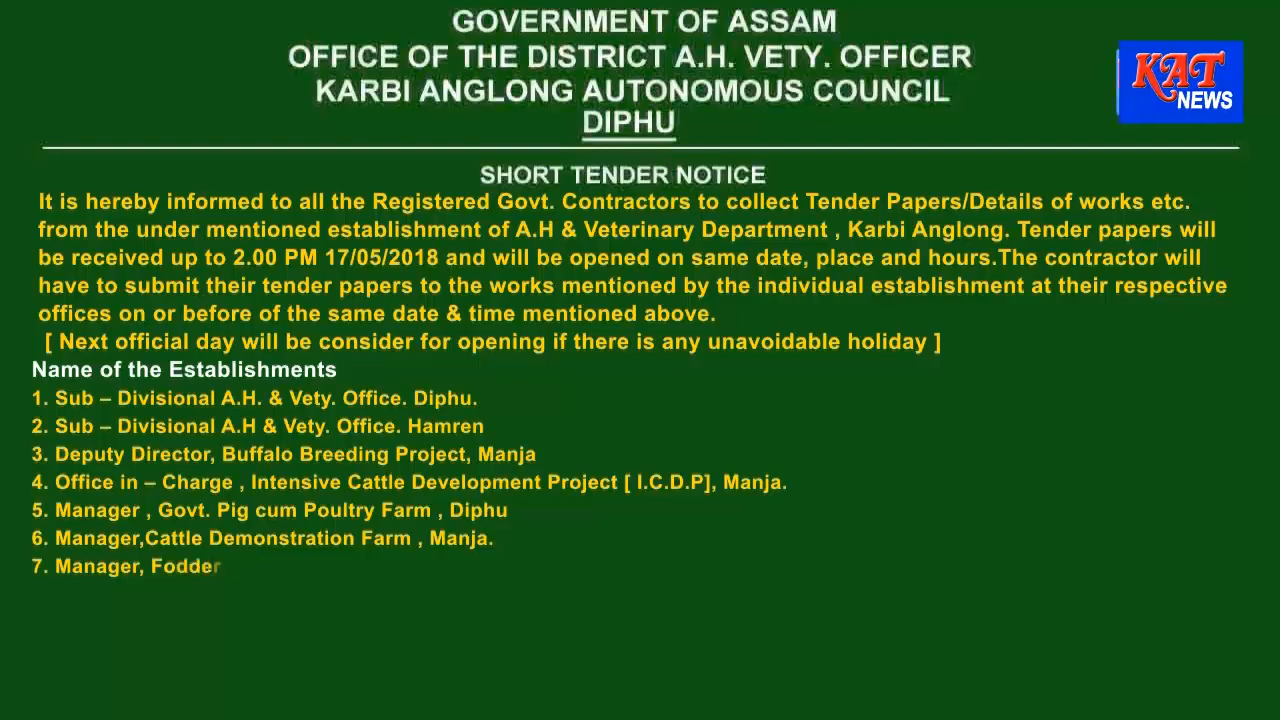 GOVERNMENT OF ASSAM
OFFICE OF THE DISTRICT A.H. VETY. OFFICER
KARBI ANGLONG AUTONOMOUS COUNCIL
DIPHU
KAT
NEWS
SHORT TENDER NOTICE
It is hereby informed to all the Registered Govt. Contractors to collect Tender Papers/Details of works etc.
from the under mentioned establishment of A.H & Veterinary Department , Karbi Anglong. Tender papers will
be received up to 2.00 PM 17/05/2018 and will be opened on same date, place and hours.The contractor will
have to submit their tender papers to the works mentioned by the individual establishment at their respective
offices on or before of the same date & time mentioned above.
[ Next official day will be consider for opening if there is any unavoidable holiday ]
Name of the Establishments
1. Sub – Divisional A.H. & Vety. Office. Diphu.
2. Sub – Divisional A.H & Vety. Office. Hamren
3. Deputy Director, Buffalo Breeding Project, Manja
4. Office in – Charge , Intensive Cattle Development Project [ I.C.D.P], Manja.
5. Manager , Govt. Pig cum Poultry Farm , Diphu
6. Manager,Cattle Demonstration Farm , Manja.
7. Manager, Fodder